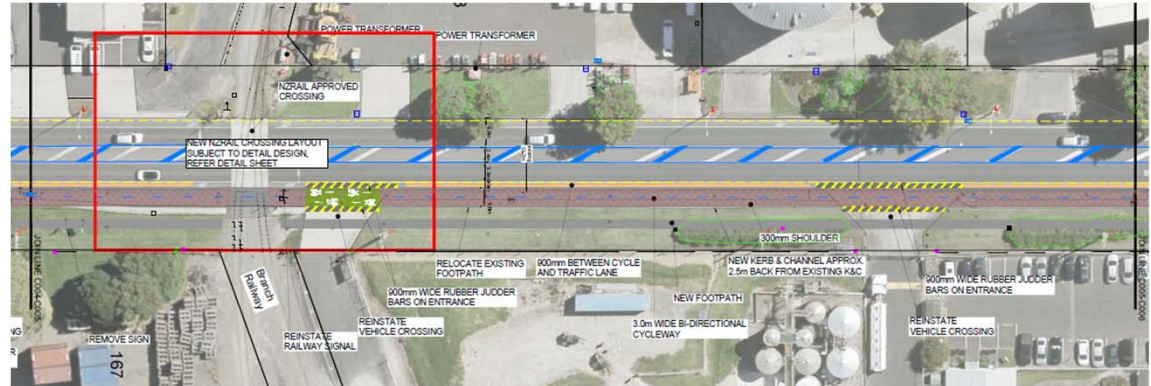 POWER TRANSFORMER
POWER TRANSFORMER
NZRAIL APPROVED
CROSSING
NEW NZRAIL CROSSING LAYOUT
SUBJECT TO DETAIL DESIGN,
REFER DETAIL SHEET
300mm SHOULDER
RELOCATE EXISTING
FOOTPATH
900mm BETWEEN CYCLE
AND TRAFFIC LANE
NEW KERB & CHANNEL APPROX.
2.5m BACK FROM EXISTING K&C
900mm WIDE RUBBER JUDDER
BARS ON ENTRANCE
900mm WIDE RUBBER JUDDER
BARS ON ENTRANCE
NEW FOOTPATH
Branch
Railway
REINSTATE
VEHICLE CROSSING
3.0m WIDE BI-DIRECTIONAL
CYCLEWAY
REINSTATE
VEHICLE CROSSING
REMOVE SIGN
REINSTATE
RAILWAY SIGNAL
167